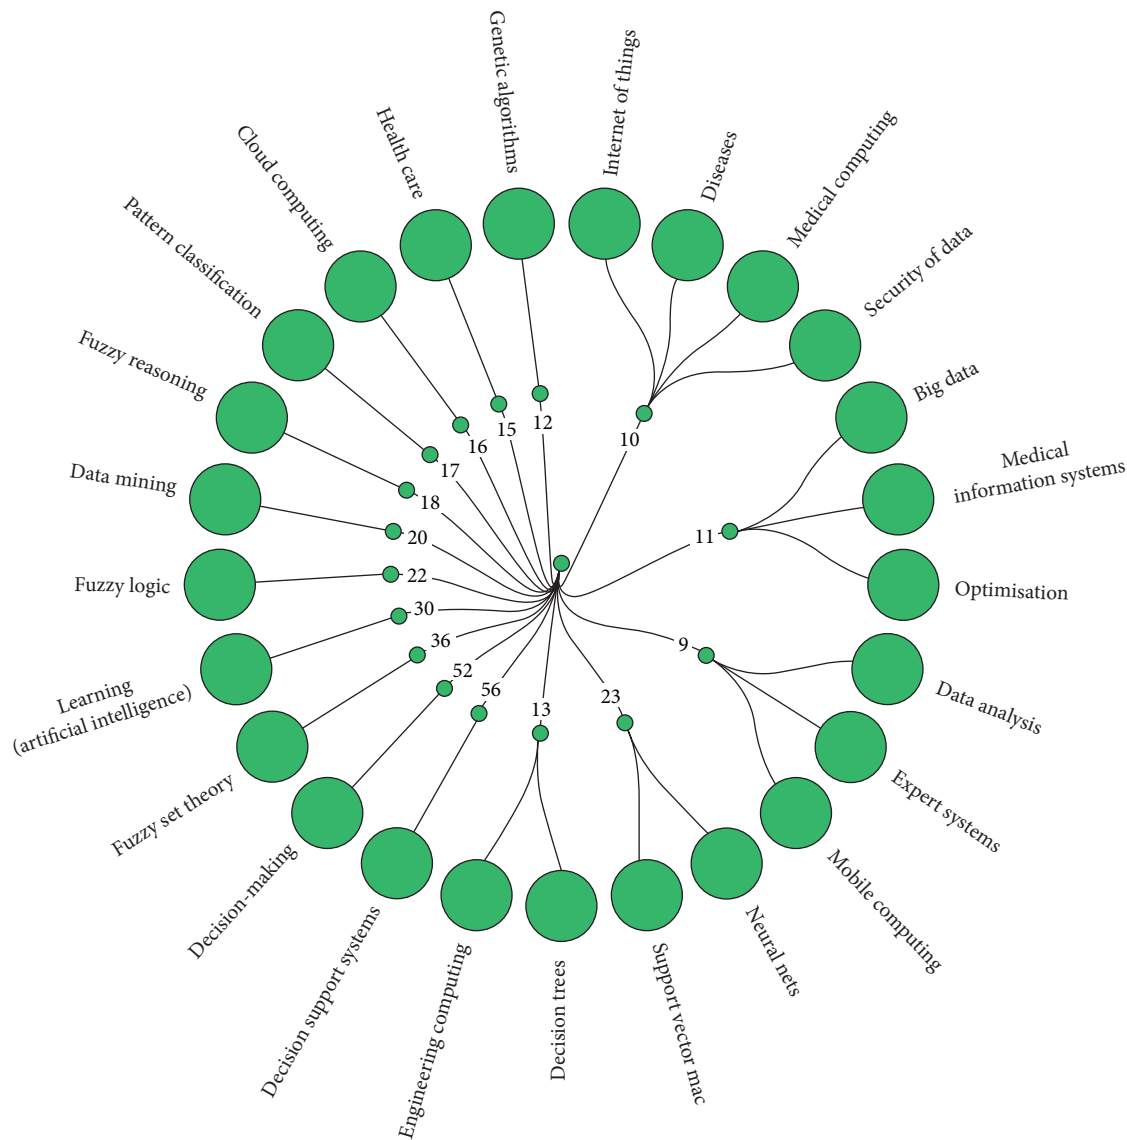 Genetic algorithms
Internet of things
Diseases
Medical computing
Security of data
Big data
Medical
information systems
Optimisation
Data analysis
Expert systems
Mobile computing
Neural nets
Support vector mac
Decision trees
Engineering computing
Decision support systems
Decision-making
Fuzzy set theory
Learning
(artificial intelligence)
Fuzzy logic
Data mining
Fuzzy reasoning
Pattern classification
Cloud computing
Health care
12
10
11
9
23
13
56
52
36
30
22
20
18
17
16
15